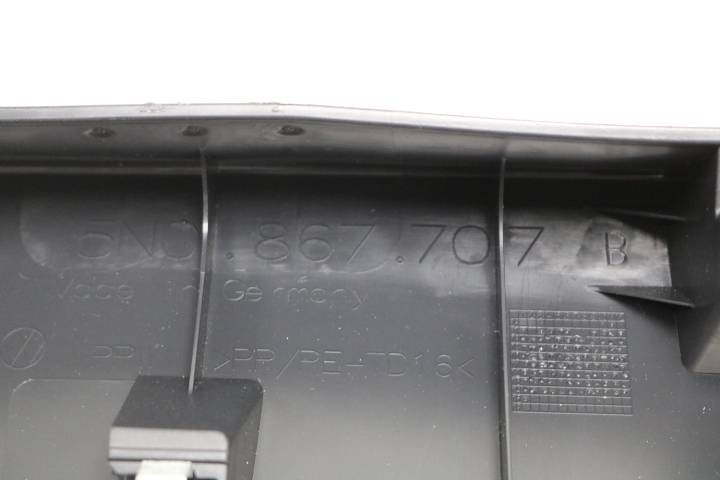 5N0.867.707 B
Made in Germany
>PP/PE-TD16<